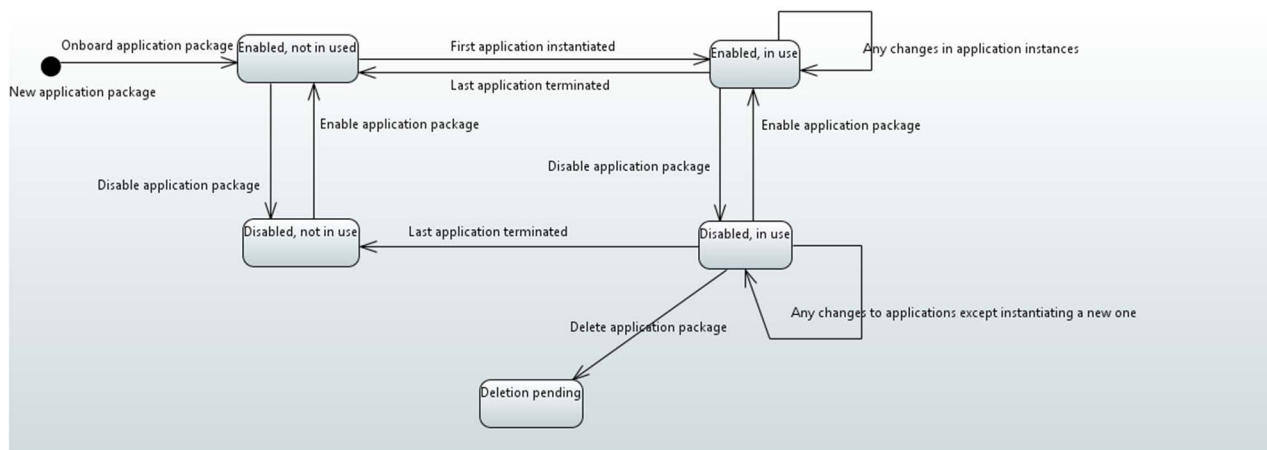 Onboard application package
Enabled, not in used
First application instantiated
Enabled, in use
Any changes in application instances
New application package
Last application terminated
Enable application package
Enable application package
Disable application package
Disable application package
Disabled, not in use
Last application terminated
Disabled, in use
Any changes to applications except instantiating a new one
Delete application package
Deletion pending